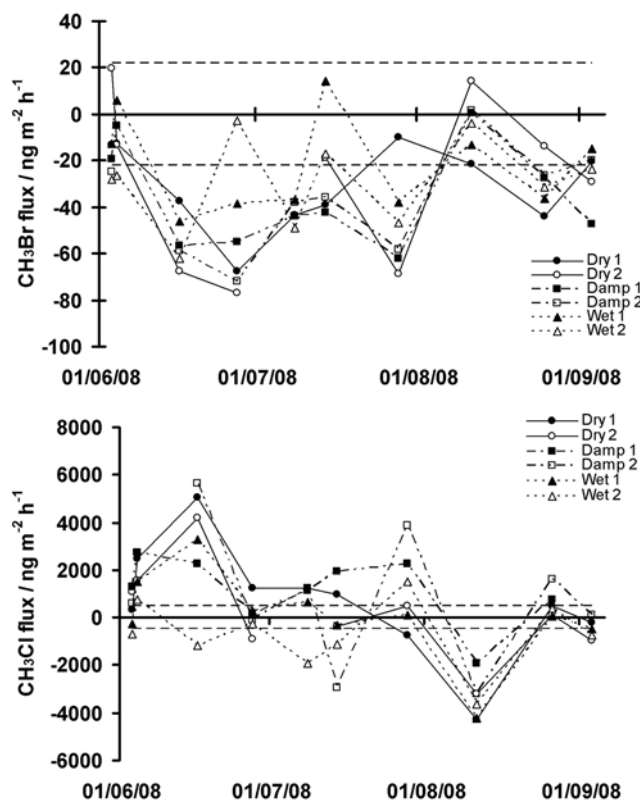 CH₃Br flux / ng m⁻² h⁻¹
40
20
0
-20
-40
-60
-80
-100
01/06/08 01/07/08 01/08/08 01/09/08
Dry 1
Dry 2
Damp 1
Damp 2
Wet 1
Wet 2
CH₃Cl flux / ng m⁻² h⁻¹
8000
6000
4000
2000
0
-2000
-4000
-6000
01/06/08 01/07/08 01/08/08 01/09/08
Dry 1
Dry 2
Damp 1
Damp 2
Wet 1
Wet 2